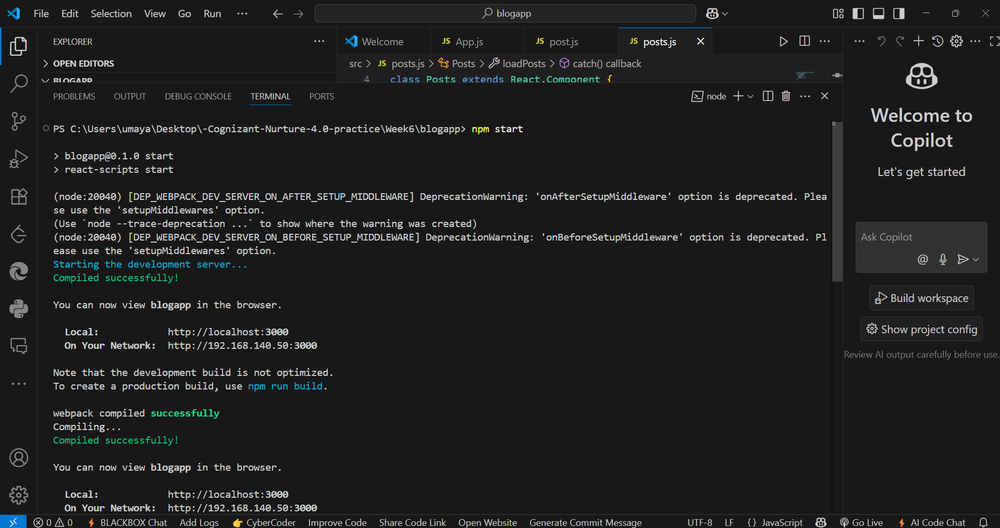 File Edit Selection View Go Run ··· blogapp
EXPLORER ···
OPEN EDITORS
BLOGAPP
Welcome JS App.js JS post.js JS posts.js
src > JS posts.js > Posts > loadPosts > catch() callback
4 class Posts extends React.Component {
PROBLEMS OUTPUT DEBUG CONSOLE TERMINAL PORTS node
PS C:\Users\umaya\Desktop\-Cognizant-Nurture-4.0-practice\Week6\blogapp> npm start
> blogapp@0.1.0 start
> react-scripts start
(node:20040) [DEP_WEBPACK_DEV_SERVER_ON_AFTER_SETUP_MIDDLEWARE] DeprecationWarning: 'onAfterSetupMiddleware' option is deprecated. Plea
se use the 'setupMiddlewares' option.
(Use `node --trace-deprecation ...` to show where the warning was created)
(node:20040) [DEP_WEBPACK_DEV_SERVER_ON_BEFORE_SETUP_MIDDLEWARE] DeprecationWarning: 'onBeforeSetupMiddleware' option is deprecated. Pl
ease use the 'setupMiddlewares' option.
Starting the development server...
Compiled successfully!
You can now view blogapp in the browser.
Local: http://localhost:3000
On Your Network: http://192.168.140.50:3000
Note that the development build is not optimized.
To create a production build, use npm run build.
webpack compiled successfully
Compiling...
Compiled successfully!
You can now view blogapp in the browser.
Local: http://localhost:3000
On Your Network: http://192.168.140.50:3000
Welcome to
Copilot
Let's get started
Ask Copilot
@
Build workspace
Show project config
Review AI output carefully before use.
0 0 BLACKBOX Chat Add Logs 👉 CyberCoder Improve Code Share Code Link Open Website Generate Commit Message UTF-8 LF {} JavaScript Go Live AI Code Chat